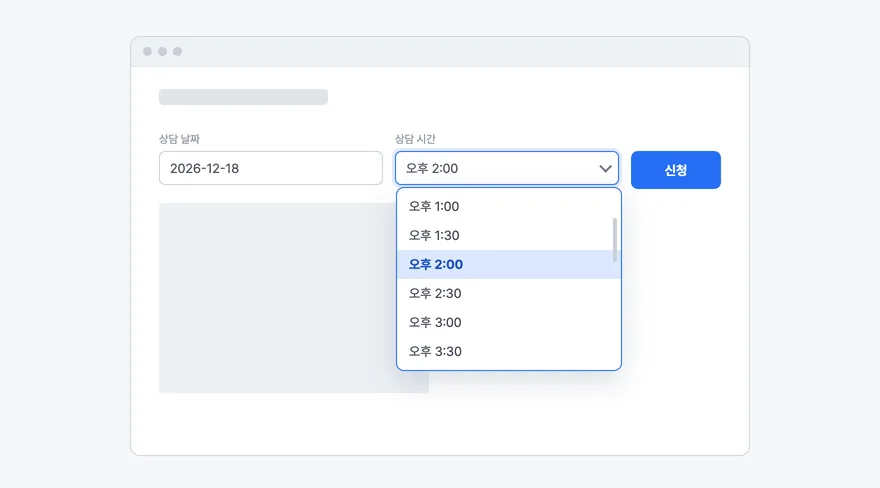 상담 날짜
상담 시간
2026-12-18
오후 2:00
신청
오후 1:00
오후 1:30
오후 2:00
오후 2:30
오후 3:00
오후 3:30